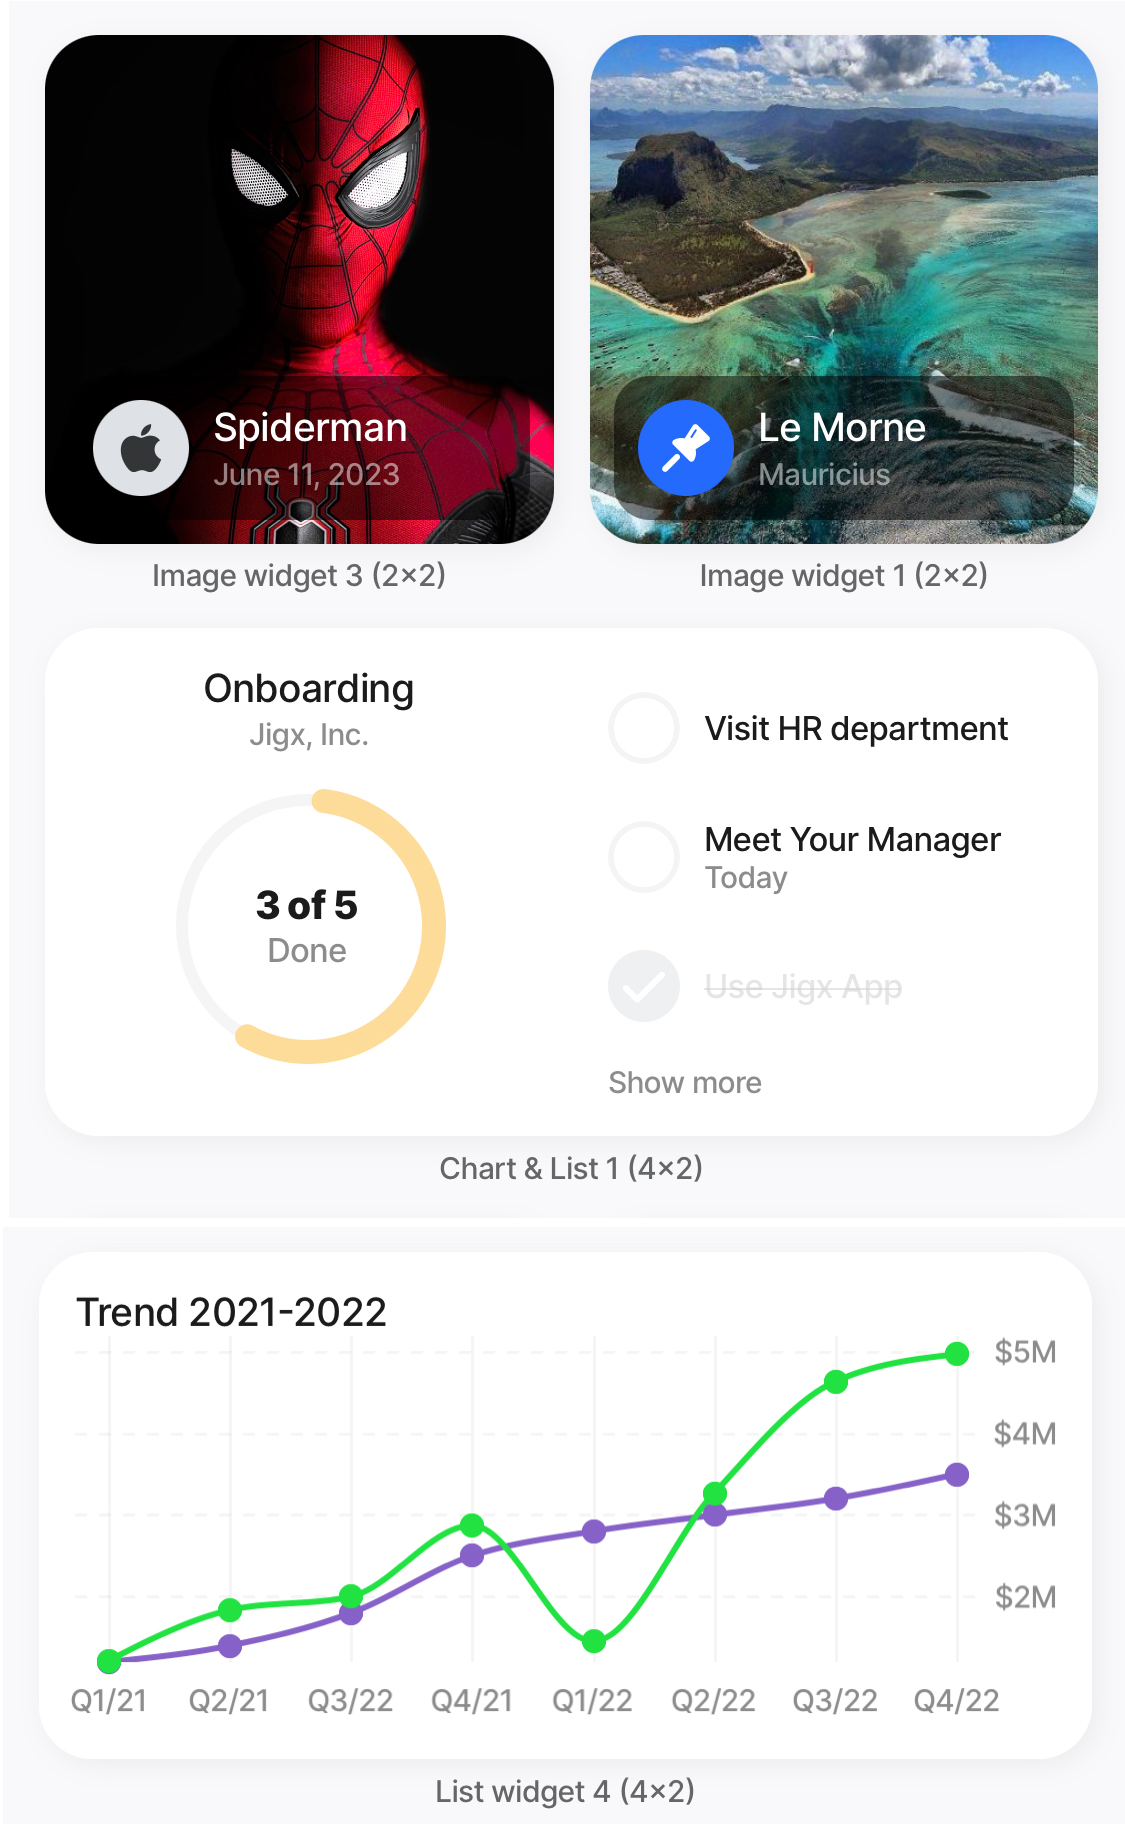 Spiderman
June 11, 2023
Image widget 3 (2×2)
Le Morne
Mauricius
Image widget 1 (2×2)
Onboarding
Jigx, Inc.
3 of 5
Done
Visit HR department
Meet Your Manager
Today
Use Jigx App
Show more
Chart & List 1 (4×2)
Trend 2021-2022
$5M
$4M
$3M
$2M
Q1/21 Q2/21 Q3/22 Q4/21 Q1/22 Q2/22 Q3/22 Q4/22
List widget 4 (4×2)